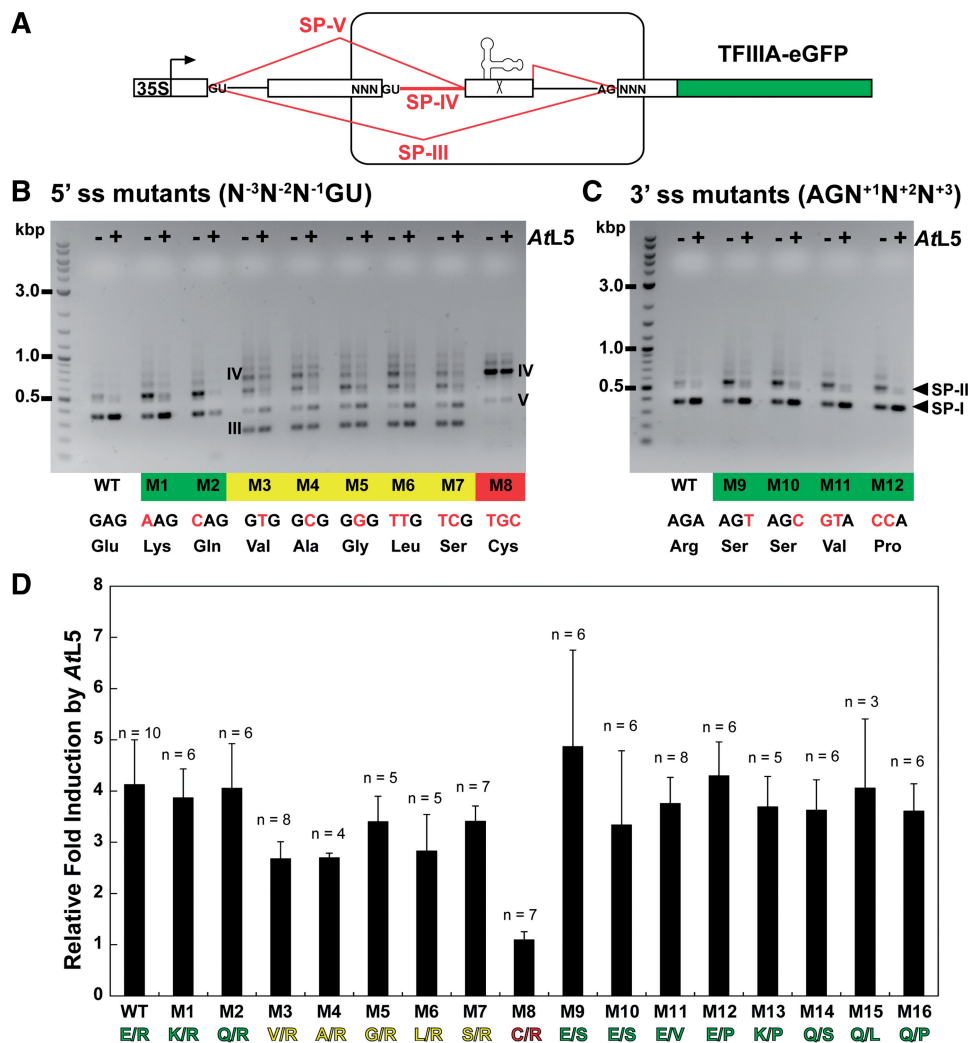 A
SP-V
TFIIIA-eGFP
35S
GU
NNN GU
SP-IV
X
AG NNN
SP-III
B 5' ss mutants (N⁻³N⁻²N⁻¹GU)
kbp
- + - + - + - + - + - + - + - + - + AtL5
3.0
1.0
0.5
IV
III
IV
V
WT M1 M2 M3 M4 M5 M6 M7 M8
GAG AAG CAG GTG GCG GGG TTG TCG TGC
Glu Lys Gln Val Ala Gly Leu Ser Cys
C 3' ss mutants (AGN⁺¹N⁺²N⁺³)
kbp
- + - + - + - + - + AtL5
3.0
1.0
0.5
SP-II
SP-I
WT M9 M10 M11 M12
AGA AGT AGC GTA CCA
Arg Ser Ser Val Pro
D
Relative Fold Induction by AtL5
8
7
6
5
4
3
2
1
0
n = 10
n = 6
n = 6
n = 8
n = 4
n = 5
n = 5
n = 7
n = 7
n = 6
n = 6
n = 8
n = 6
n = 5
n = 6
n = 3
n = 6
WT M1 M2 M3 M4 M5 M6 M7 M8 M9 M10 M11 M12 M13 M14 M15 M16
E/R K/R Q/R V/R A/R G/R L/R S/R C/R E/S E/S E/V E/P K/P Q/S Q/L Q/P